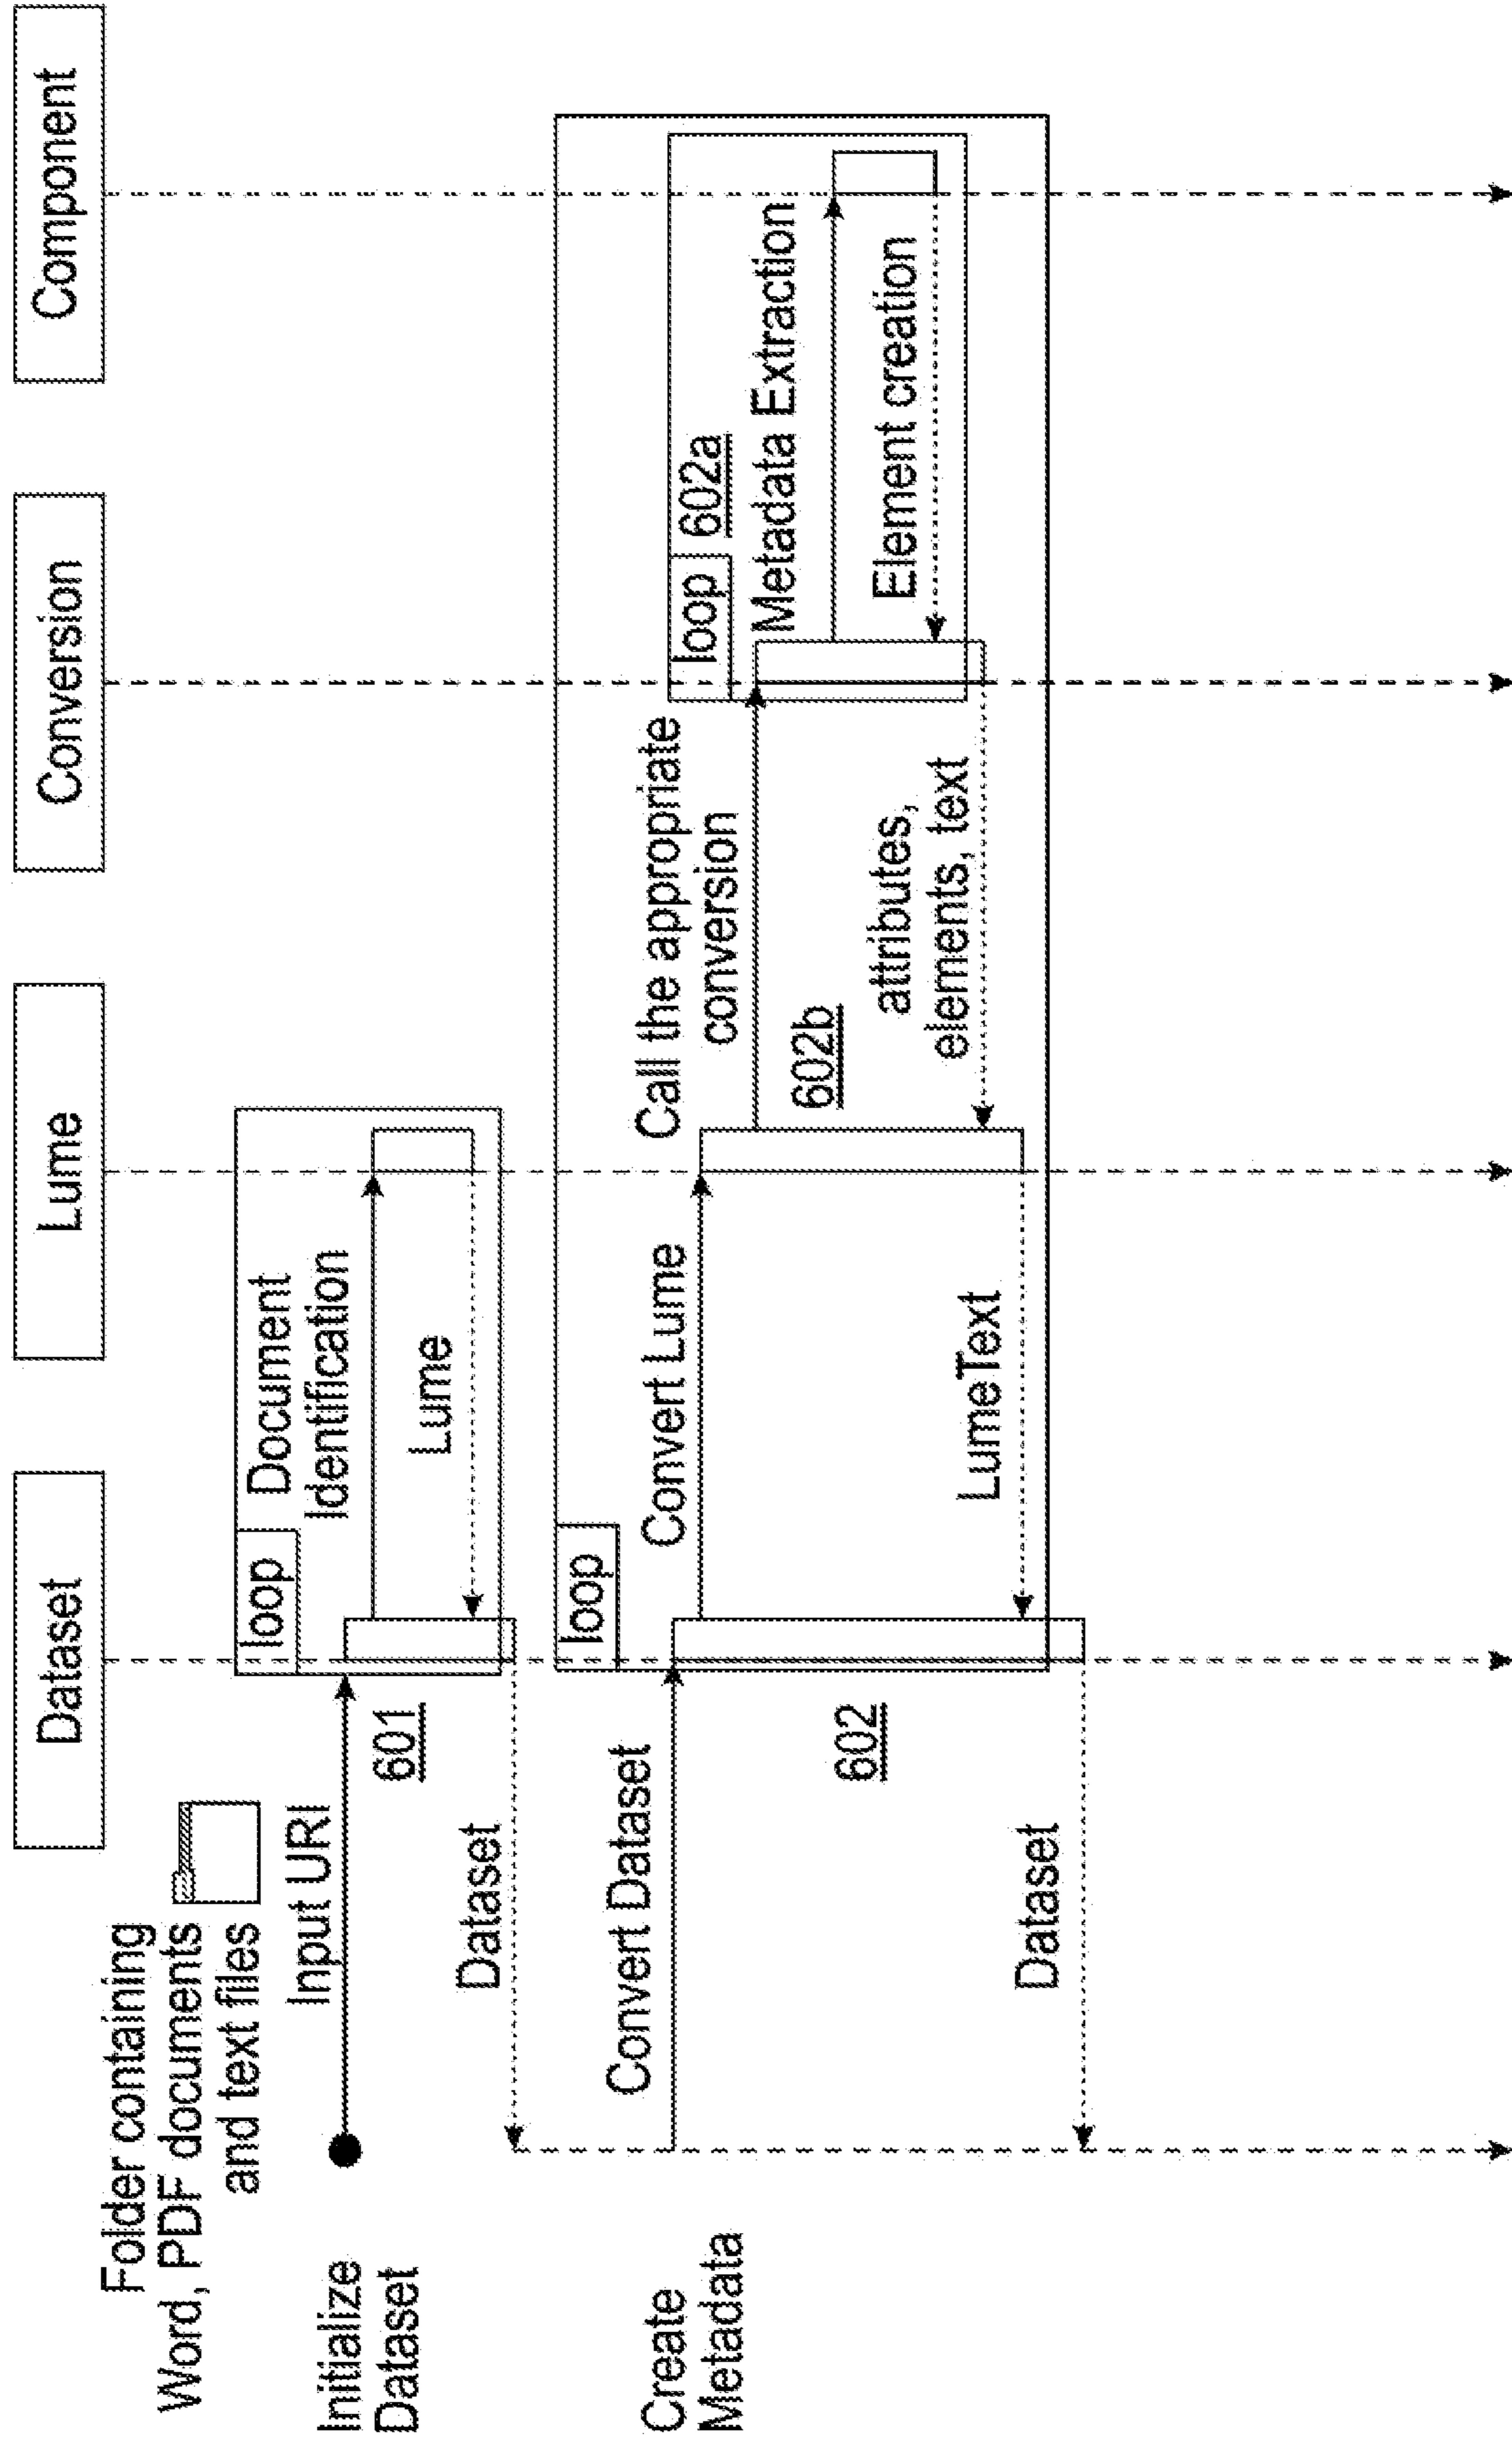 Dataset
Lume
Conversion
Component
Folder containing
Word, PDF documents
and text files
Initialize
Dataset
Input URI
601
loop
Document
Identification
Lume
Dataset
Create
Metadata
Convert Dataset
602
loop
Convert Lume
Call the appropriate
conversion
602b
loop
602a
Metadata Extraction
Element creation
attributes,
elements, text
LumeText
Dataset